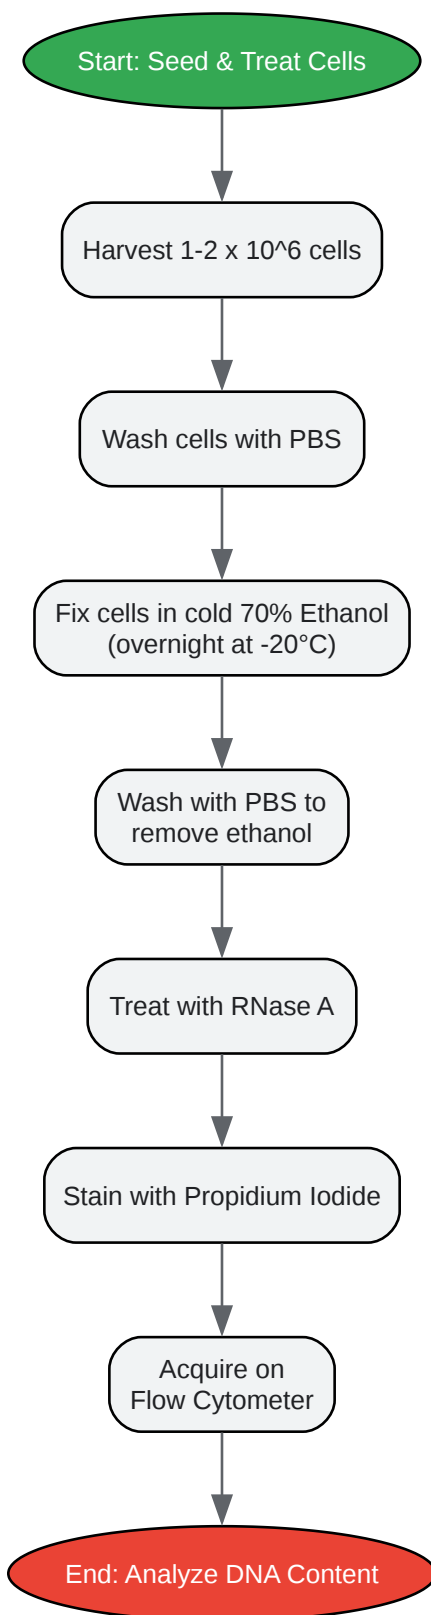 Start: Seed & Treat Cells
Harvest 1-2 x 10^6 cells
Wash cells with PBS
Fix cells in cold 70% Ethanol
(overnight at -20°C)
Wash with PBS to
remove ethanol
Treat with RNase A
Stain with Propidium Iodide
Acquire on
Flow Cytometer
End: Analyze DNA Content